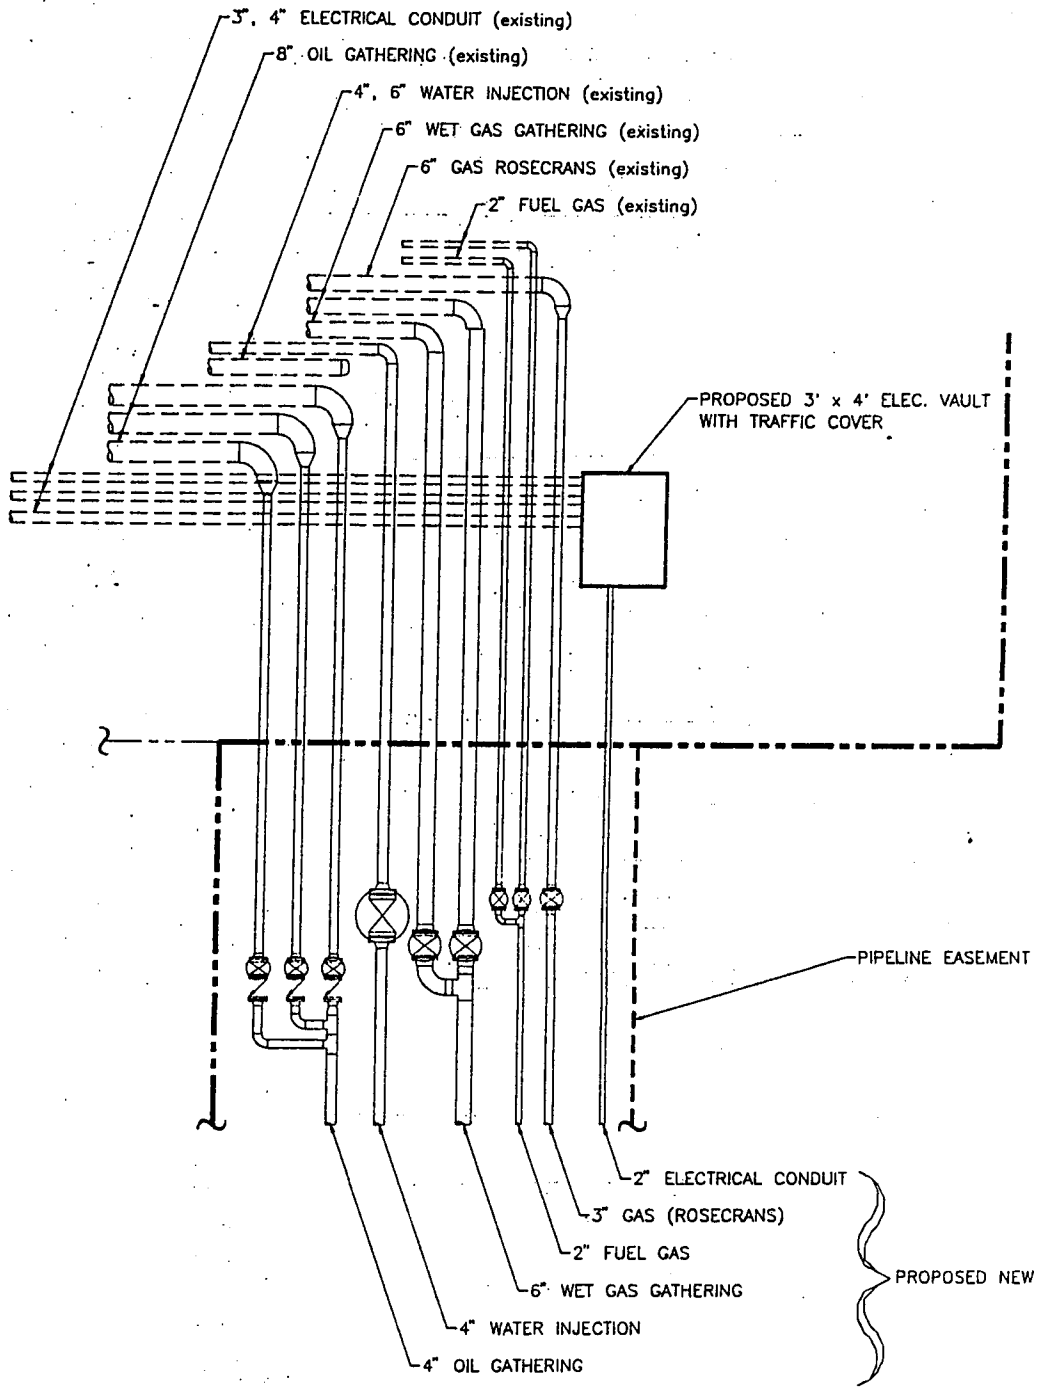 3", 4" ELECTRICAL CONDUIT (existing)
8" OIL GATHERING (existing)
4", 6" WATER INJECTION (existing)
6" WET GAS GATHERING (existing)
6" GAS ROSECRANS (existing)
2" FUEL GAS (existing)
PROPOSED 3' x 4' ELEC. VAULT
WITH TRAFFIC COVER
PIPELINE EASEMENT
2" ELECTRICAL CONDUIT
3" GAS (ROSECRANS)
2" FUEL GAS
6" WET GAS GATHERING
4" WATER INJECTION
4" OIL GATHERING
PROPOSED NEW